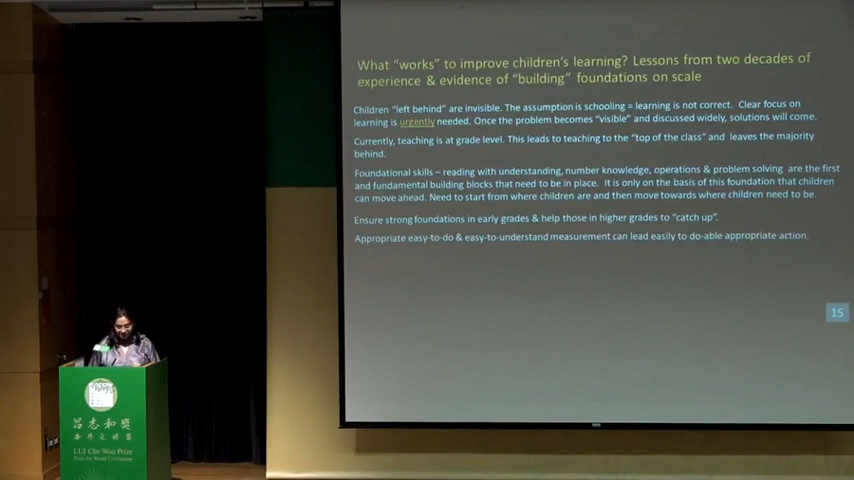 What “works” to improve children’s learning? Lessons from two decades of
experience & evidence of “building” foundations on scale
Children “left behind” are invisible. The assumption is schooling = learning is not correct. Clear focus on
learning is urgently needed. Once the problem becomes “visible” and discussed widely, solutions will come.
Currently, teaching is at grade level. This leads to teaching to the “top of the class” and leaves the majority
behind.
Foundational skills – reading with understanding, number knowledge, operations & problem solving are the first
and fundamental building blocks that need to be in place. It is only on the basis of this foundation that children
can move ahead. Need to start from where children are and then move towards where children need to be.
Ensure strong foundations in early grades & help those in higher grades to “catch up”.
Appropriate easy-to-do & easy-to-understand measurement can lead easily to do-able appropriate action.
15
呂志和獎
世界文明獎
LUI Che Woo Prize
Prize for World Civilisation